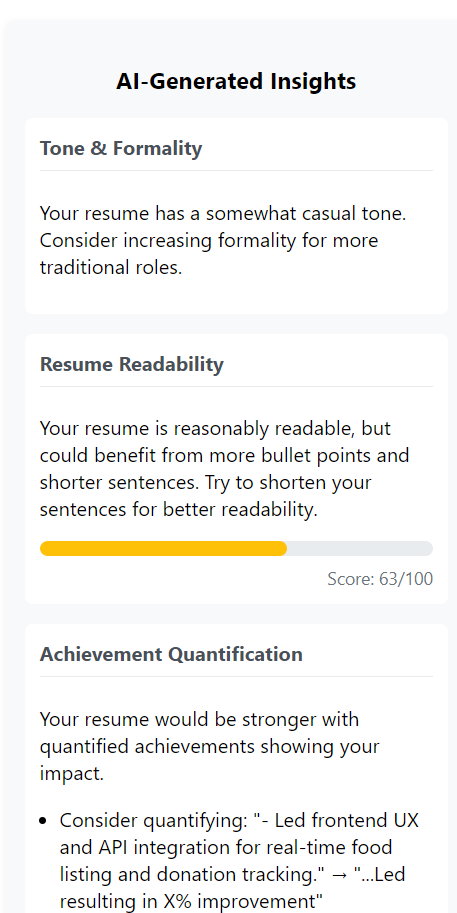 AI-Generated Insights
Tone & Formality
Your resume has a somewhat casual tone.
Consider increasing formality for more
traditional roles.
Resume Readability
Your resume is reasonably readable, but
could benefit from more bullet points and
shorter sentences. Try to shorten your
sentences for better readability.
Score: 63/100
Achievement Quantification
Your resume would be stronger with
quantified achievements showing your
impact.
• Consider quantifying: "- Led frontend UX
and API integration for real-time food
listing and donation tracking." → "...Led
resulting in X% improvement"